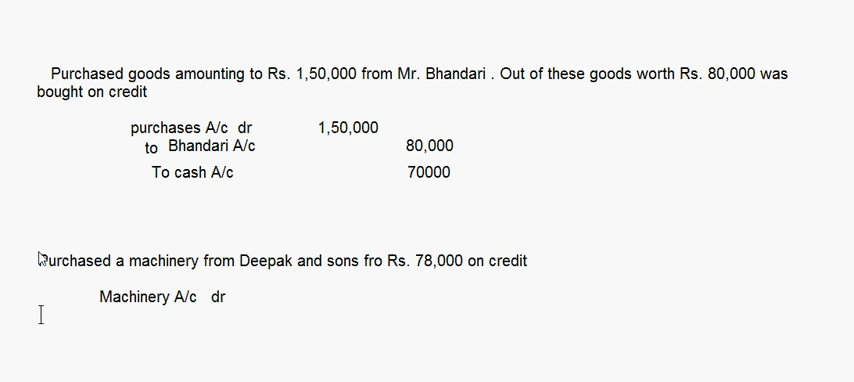 Purchased goods amounting to Rs. 1,50,000 from Mr. Bhandari . Out of these goods worth Rs. 80,000 was
bought on credit
purchases A/c dr 1,50,000
to Bhandari A/c 80,000
To cash A/c 70000
Purchased a machinery from Deepak and sons fro Rs. 78,000 on credit
Machinery A/c dr